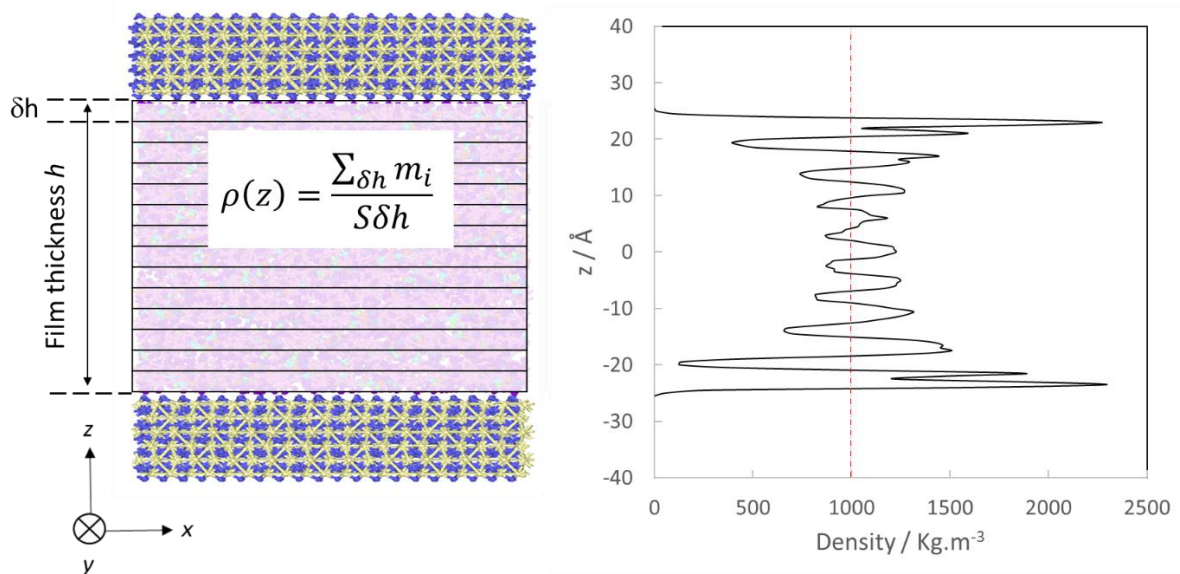 δh
Film thickness h
ρ(z) = ∑δh mi / Sδh
z
x
y
40
30
20
10
0
-10
-20
-30
-40
z / Å
0 500 1000 1500 2000 2500
Density / Kg.m-3